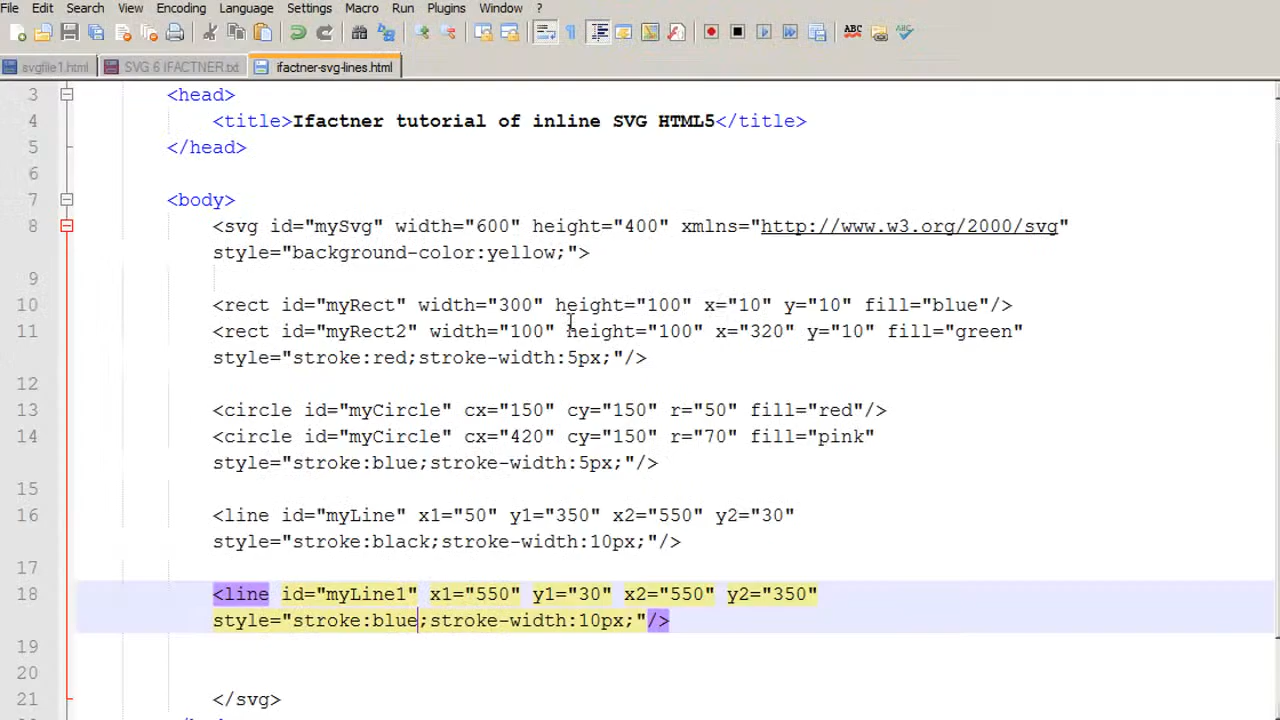 File Edit Search View Encoding Language Settings Macro Run Plugins Window ?
ABC
svgfile1.html SVG 6 iFACTNER.txt ifactner-svg-lines.html
3 <head>
4 <title>Ifactner tutorial of inline SVG HTML5</title>
5 </head>
6
7 <body>
8 <svg id="mySvg" width="600" height="400" xmlns="http://www.w3.org/2000/svg"
style="background-color:yellow;">
9
10 <rect id="myRect" width="300" height="100" x="10" y="10" fill="blue"/>
11 <rect id="myRect2" width="100" height="100" x="320" y="10" fill="green"
style="stroke:red;stroke-width:5px;"/>
12
13 <circle id="myCircle" cx="150" cy="150" r="50" fill="red"/>
14 <circle id="myCircle" cx="420" cy="150" r="70" fill="pink"
style="stroke:blue;stroke-width:5px;"/>
15
16 <line id="myLine" x1="50" y1="350" x2="550" y2="30"
style="stroke:black;stroke-width:10px;"/>
17
18 <line id="myLine1" x1="550" y1="30" x2="550" y2="350"
style="stroke:blue;stroke-width:10px;"/>
19
20
21 </svg>